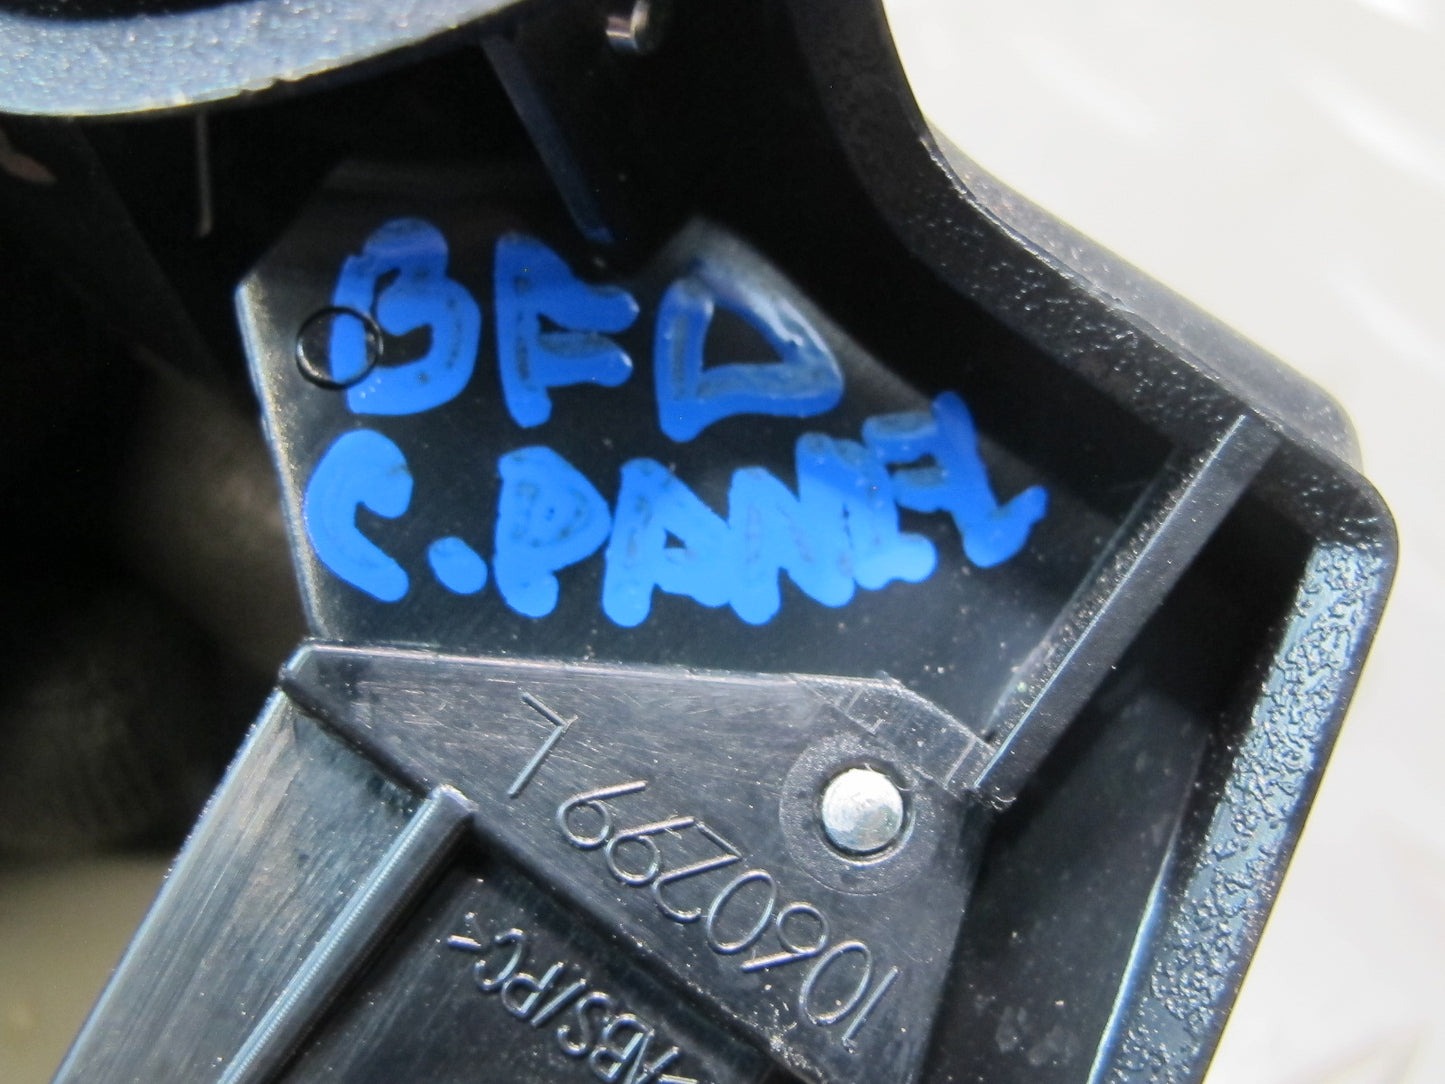 BFD
C.PANEL
1060299 L
>ABS/PC<